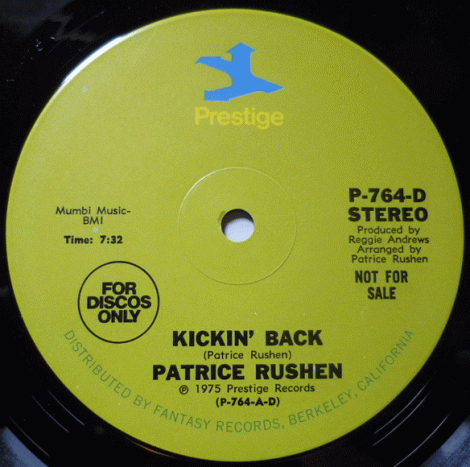 Prestige
Mumbi Music-
BMI
Time: 7:32
P-764-D
STEREO
Produced by
Reggie Andrews
Arranged by
Patrice Rushen
NOT FOR
SALE
FOR
DISCOS
ONLY
KICKIN' BACK
(Patrice Rushen)
PATRICE RUSHEN
℗ 1975 Prestige Records
(P-764-A-D)
DISTRIBUTED BY FANTASY RECORDS, BERKELEY, CALIFORNIA